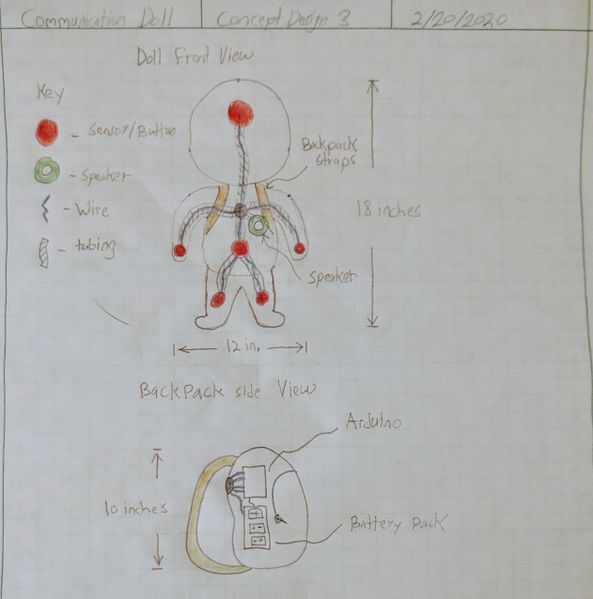 Communication Doll
Concept Design 3
2/20/2020
Doll Front View
Key
- Sensor/Button
- Speaker
- Wire
- tubing
Backpack
straps
18 inches
Speaker
12 in.
Backpack side View
Arduino
10 inches
Battery pack